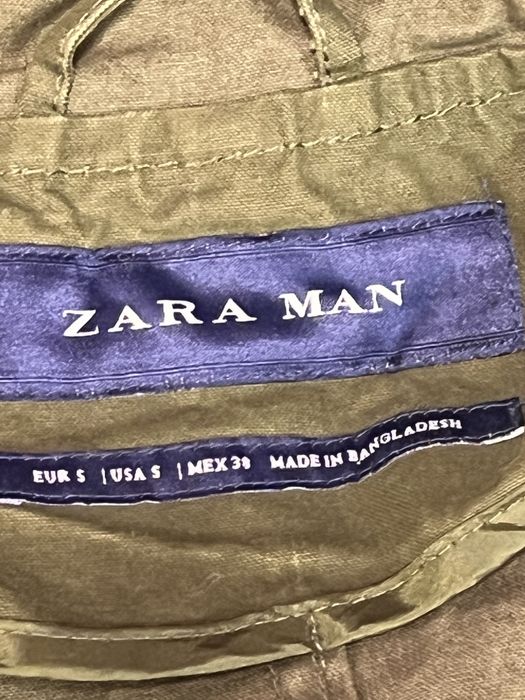 ZARA MAN
EUR S | USA S | MEX 38 MADE IN BANGLADESH